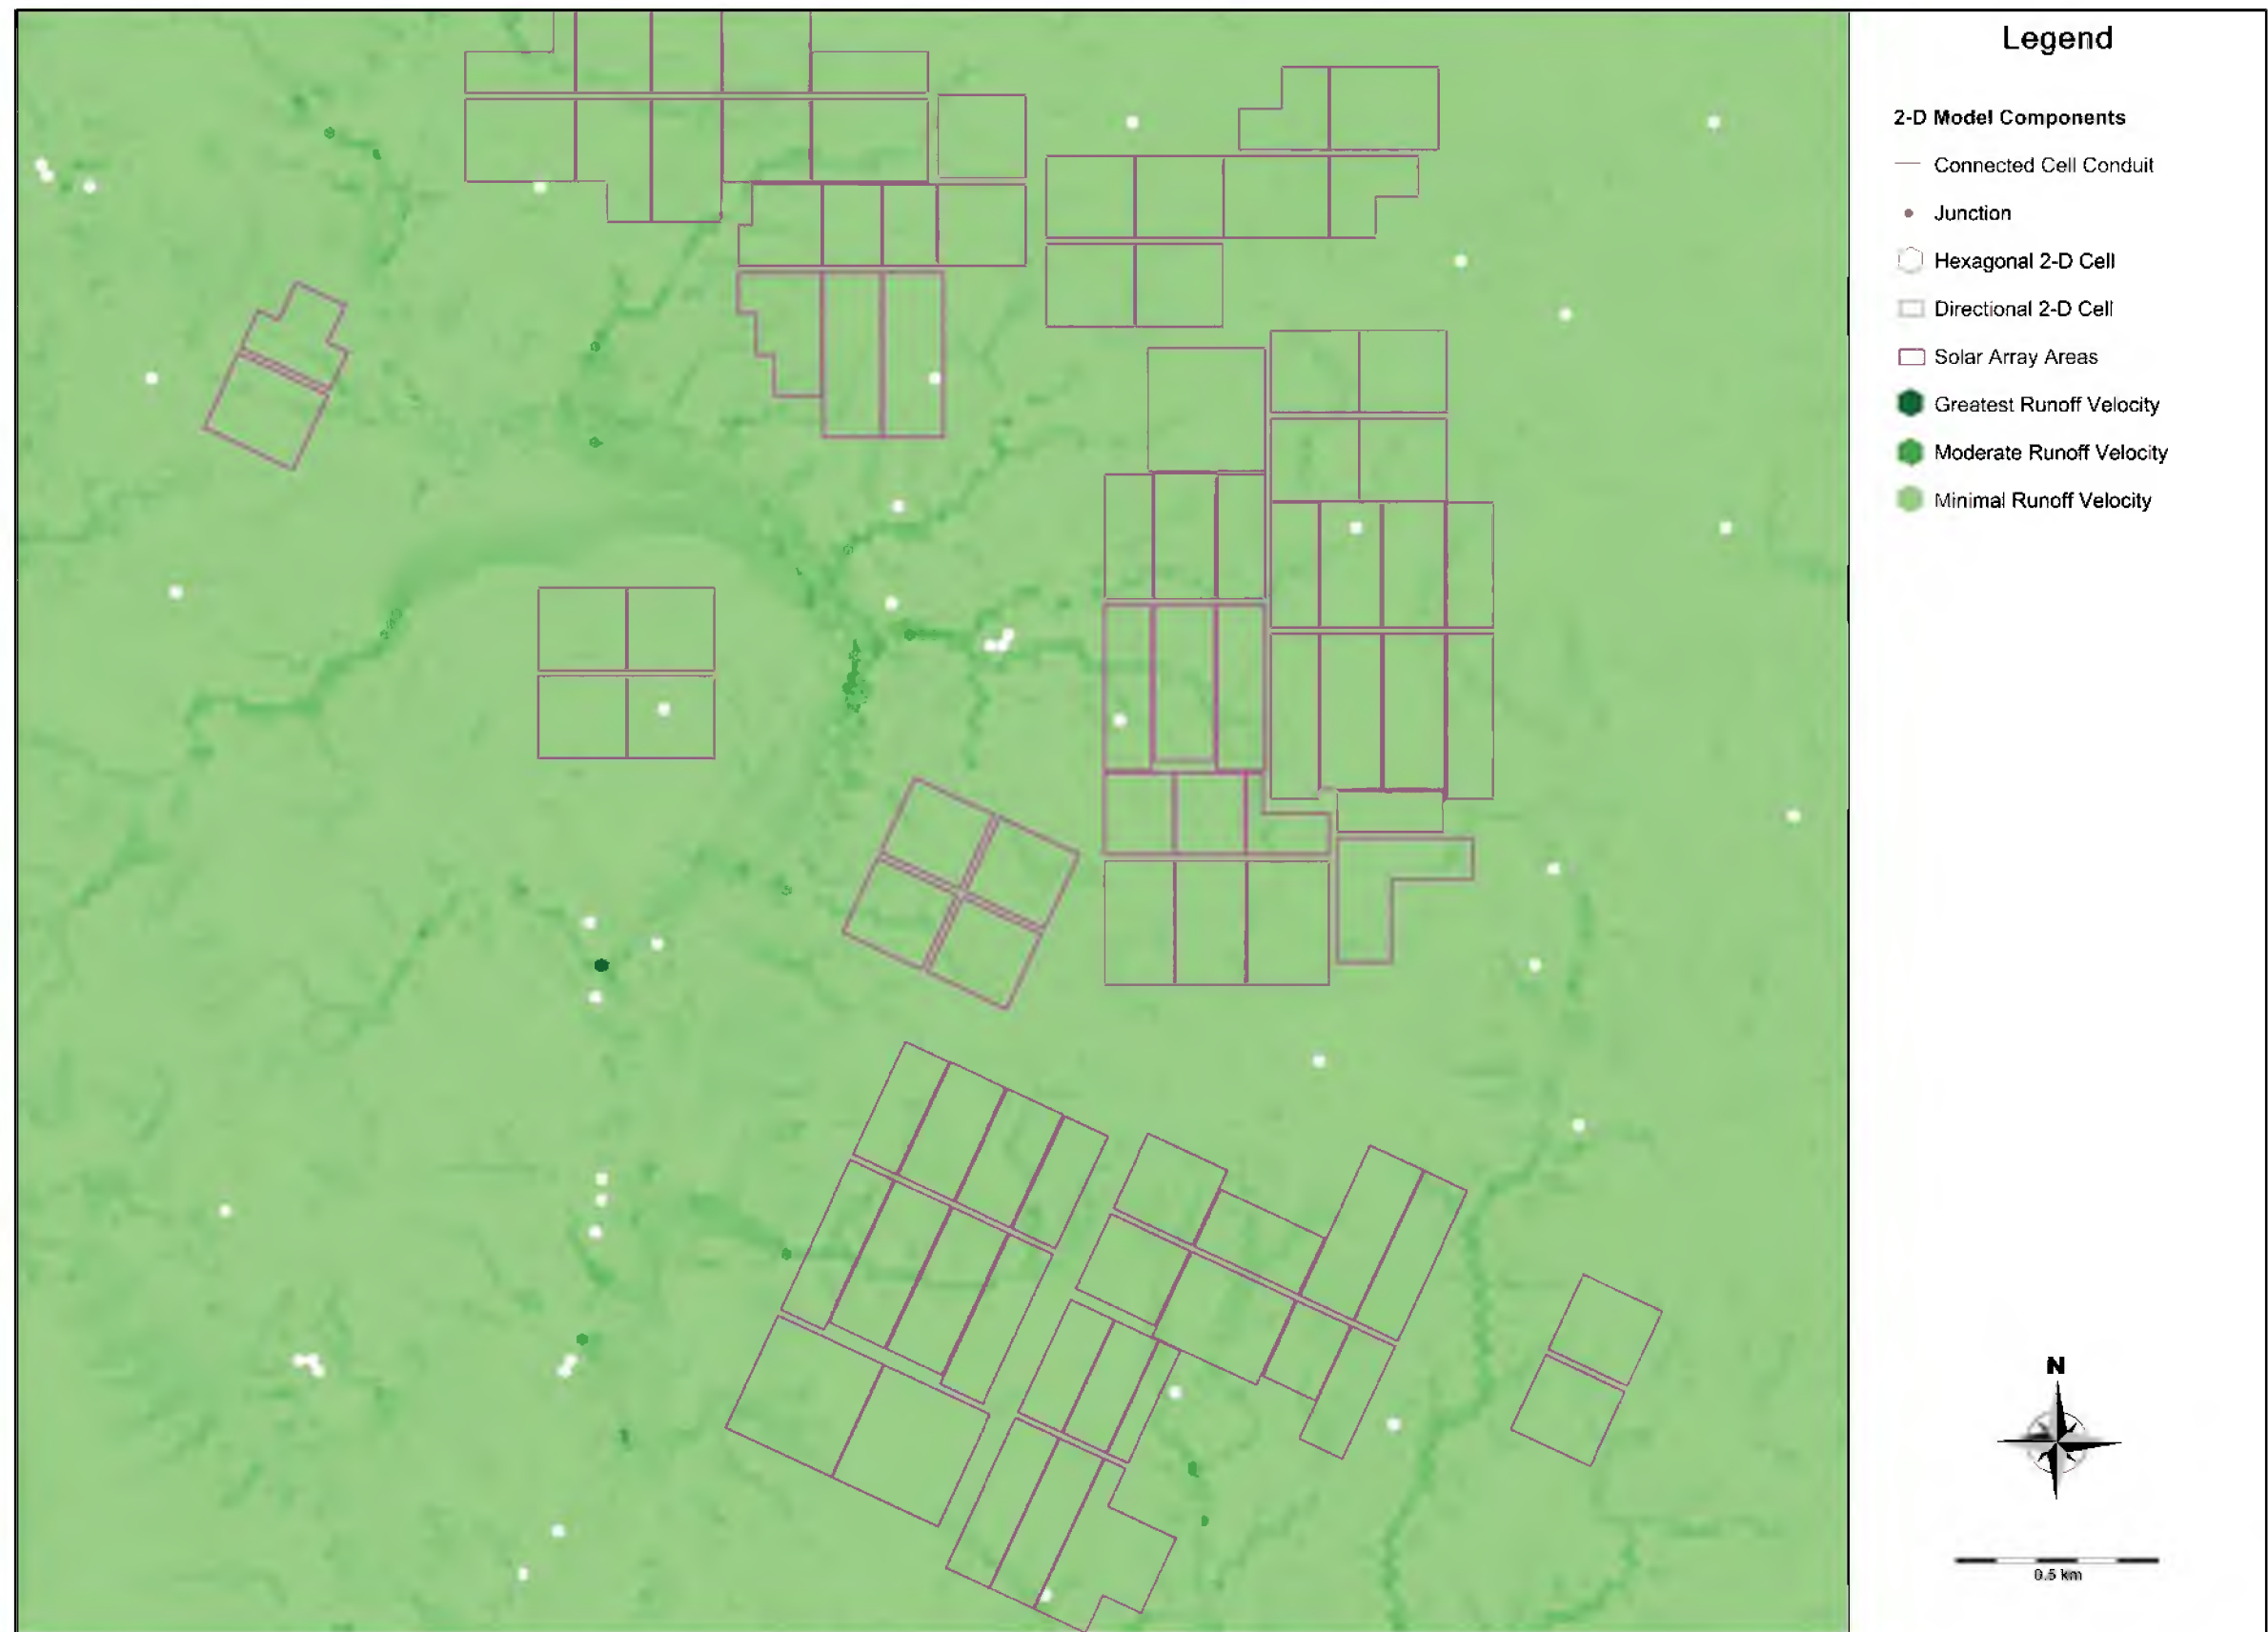 Legend
2-D Model Components
Connected Cell Conduit
Junction
Hexagonal 2-D Cell
Directional 2-D Cell
Solar Array Areas
Greatest Runoff Velocity
Moderate Runoff Velocity
Minimal Runoff Velocity
N
0.5 km